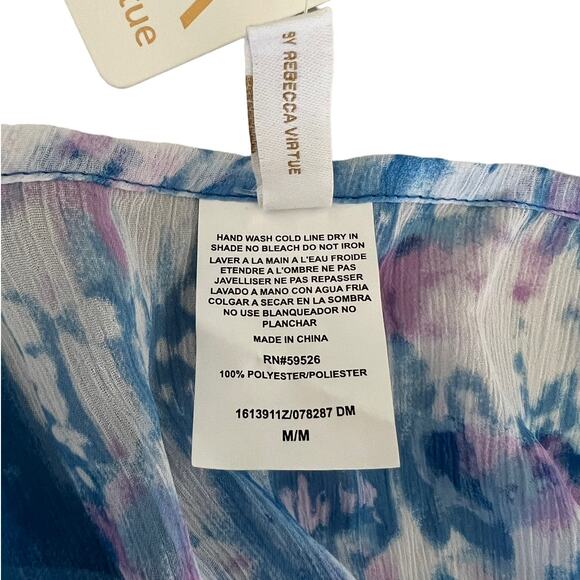 tue
BY REBECCA VIRTUE
HAND WASH COLD LINE DRY IN
SHADE NO BLEACH DO NOT IRON
LAVER A LA MAIN A L'EAU FROIDE
ETENDRE A L'OMBRE NE PAS
JAVELLISER NE PAS REPASSER
LAVADO A MANO CON AGUA FRIA
COLGAR A SECAR EN LA SOMBRA
NO USE BLANQUEADOR NO
PLANCHAR
MADE IN CHINA
RN#59526
100% POLYESTER/POLIESTER
1613911Z/078287 DM
M/M